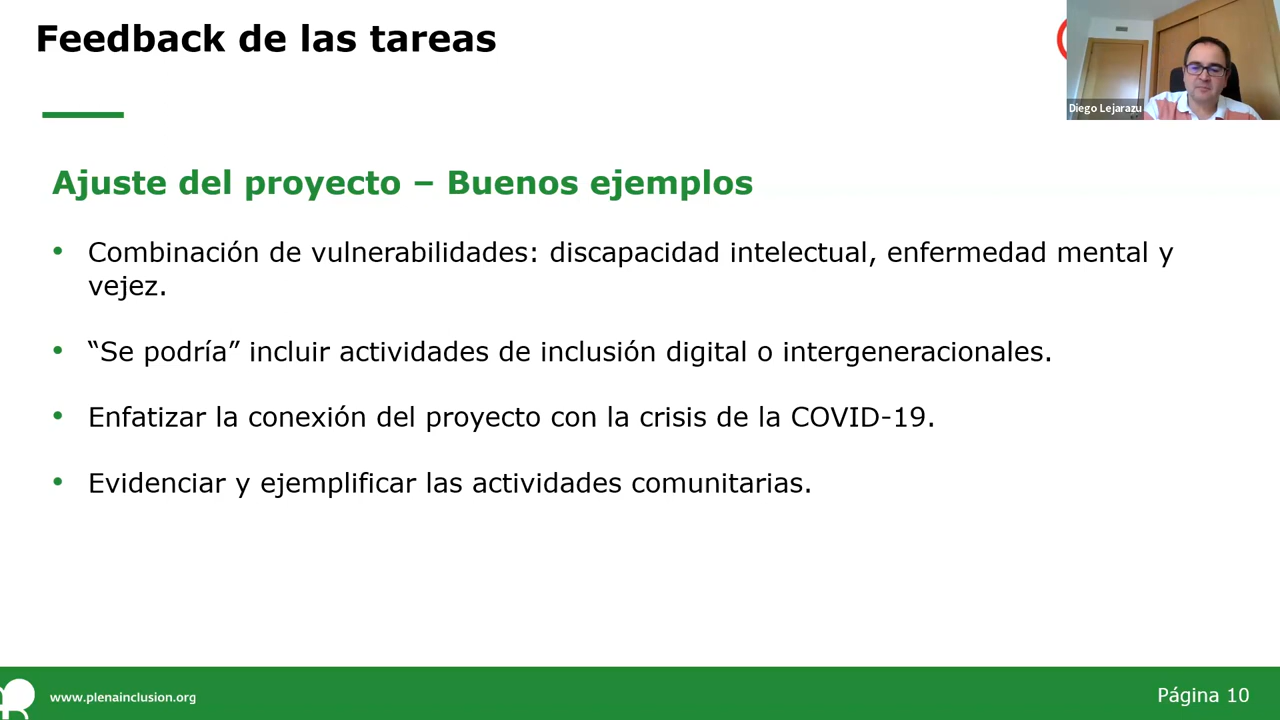 Feedback de las tareas
Diego Lejarazu
Ajuste del proyecto – Buenos ejemplos
• Combinación de vulnerabilidades: discapacidad intelectual, enfermedad mental y
vejez.
• “Se podría” incluir actividades de inclusión digital o intergeneracionales.
• Enfatizar la conexión del proyecto con la crisis de la COVID-19.
• Evidenciar y ejemplificar las actividades comunitarias.
www.plenainclusion.org
Página 10